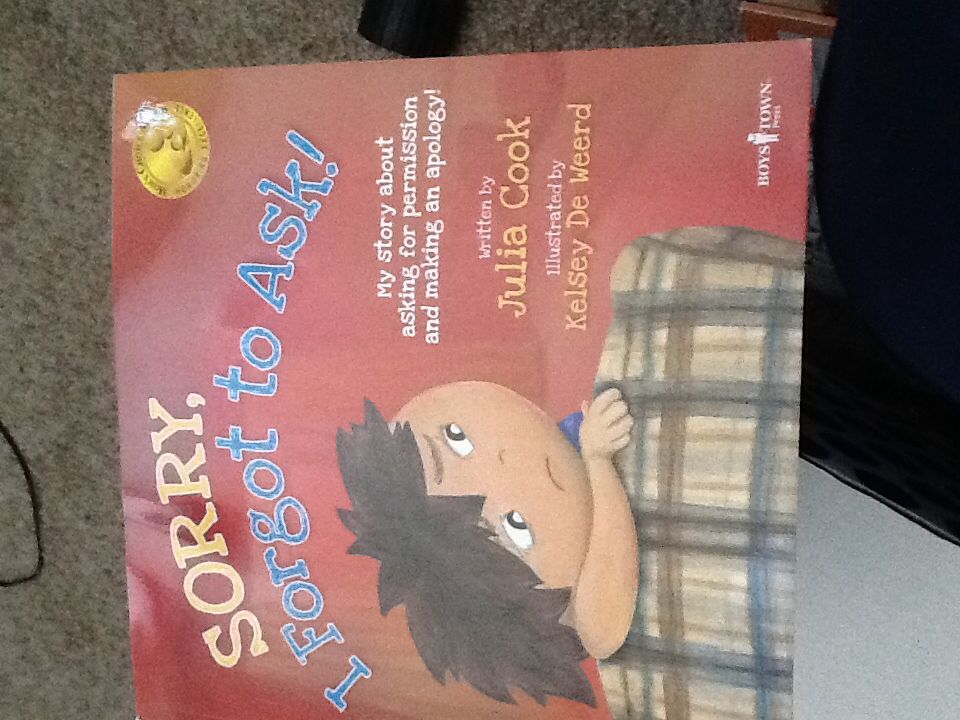 SORRY,
I Forgot to Ask!
My story about
asking for permission
and making an apology!
Written by
Julia Cook
Illustrated by
Kelsey De Weerd
BOYS TOWN
Press